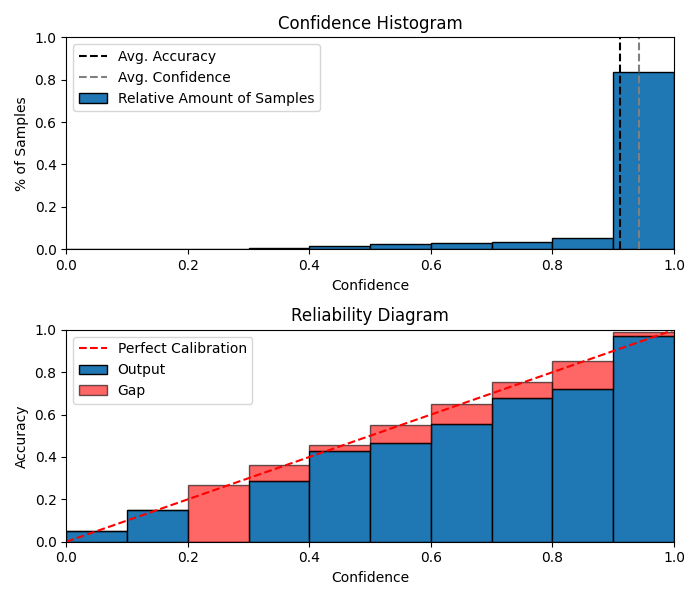 Confidence Histogram
1.0
0.8
0.6
0.4
0.2
0.0
% of Samples
Avg. Accuracy
Avg. Confidence
Relative Amount of Samples
0.0 0.2 0.4 0.6 0.8 1.0
Confidence
Reliability Diagram
1.0
0.8
0.6
0.4
0.2
0.0
Accuracy
Perfect Calibration
Output
Gap
0.0 0.2 0.4 0.6 0.8 1.0
Confidence